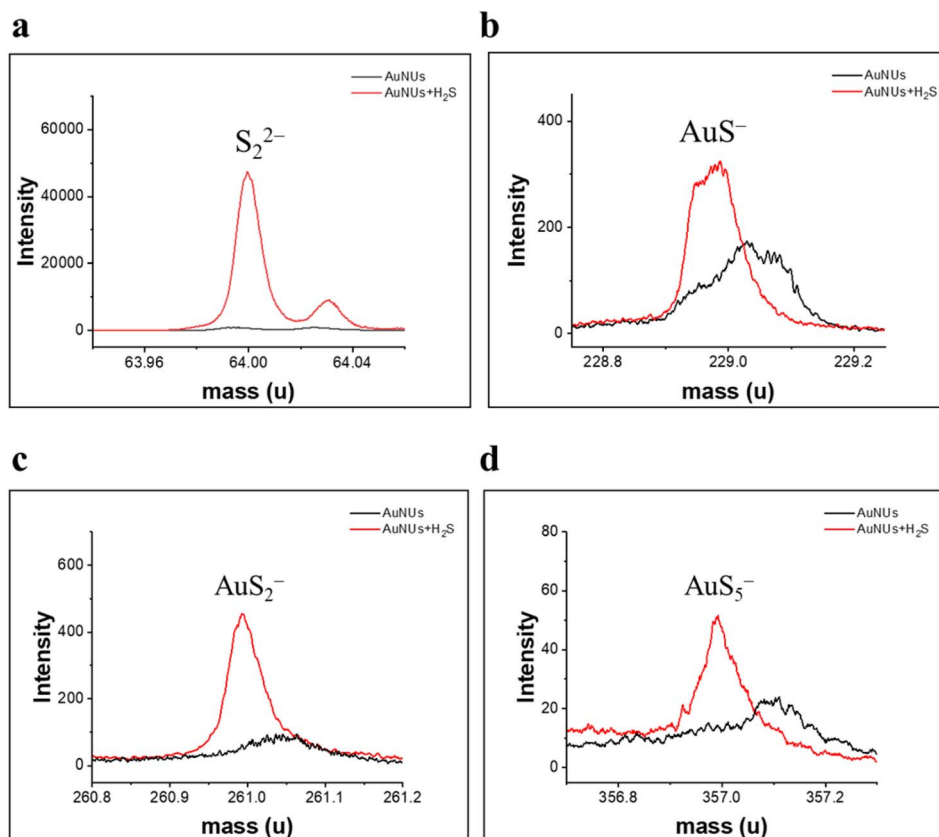 a
AuNUs
AuNUs+H₂S
60000
40000
20000
0
S₂²⁻
Intensity
63.96
64.00
64.04
mass (u)
b
AuNUs
AuNUs+H₂S
400
200
0
AuS⁻
Intensity
228.8
229.0
229.2
mass (u)
c
AuNUs
AuNUs+H₂S
600
400
200
0
AuS₂⁻
Intensity
260.8
260.9
261.0
261.1
261.2
mass (u)
d
AuNUs
AuNUs+H₂S
80
60
40
20
0
AuS₅⁻
Intensity
356.8
357.0
357.2
mass (u)